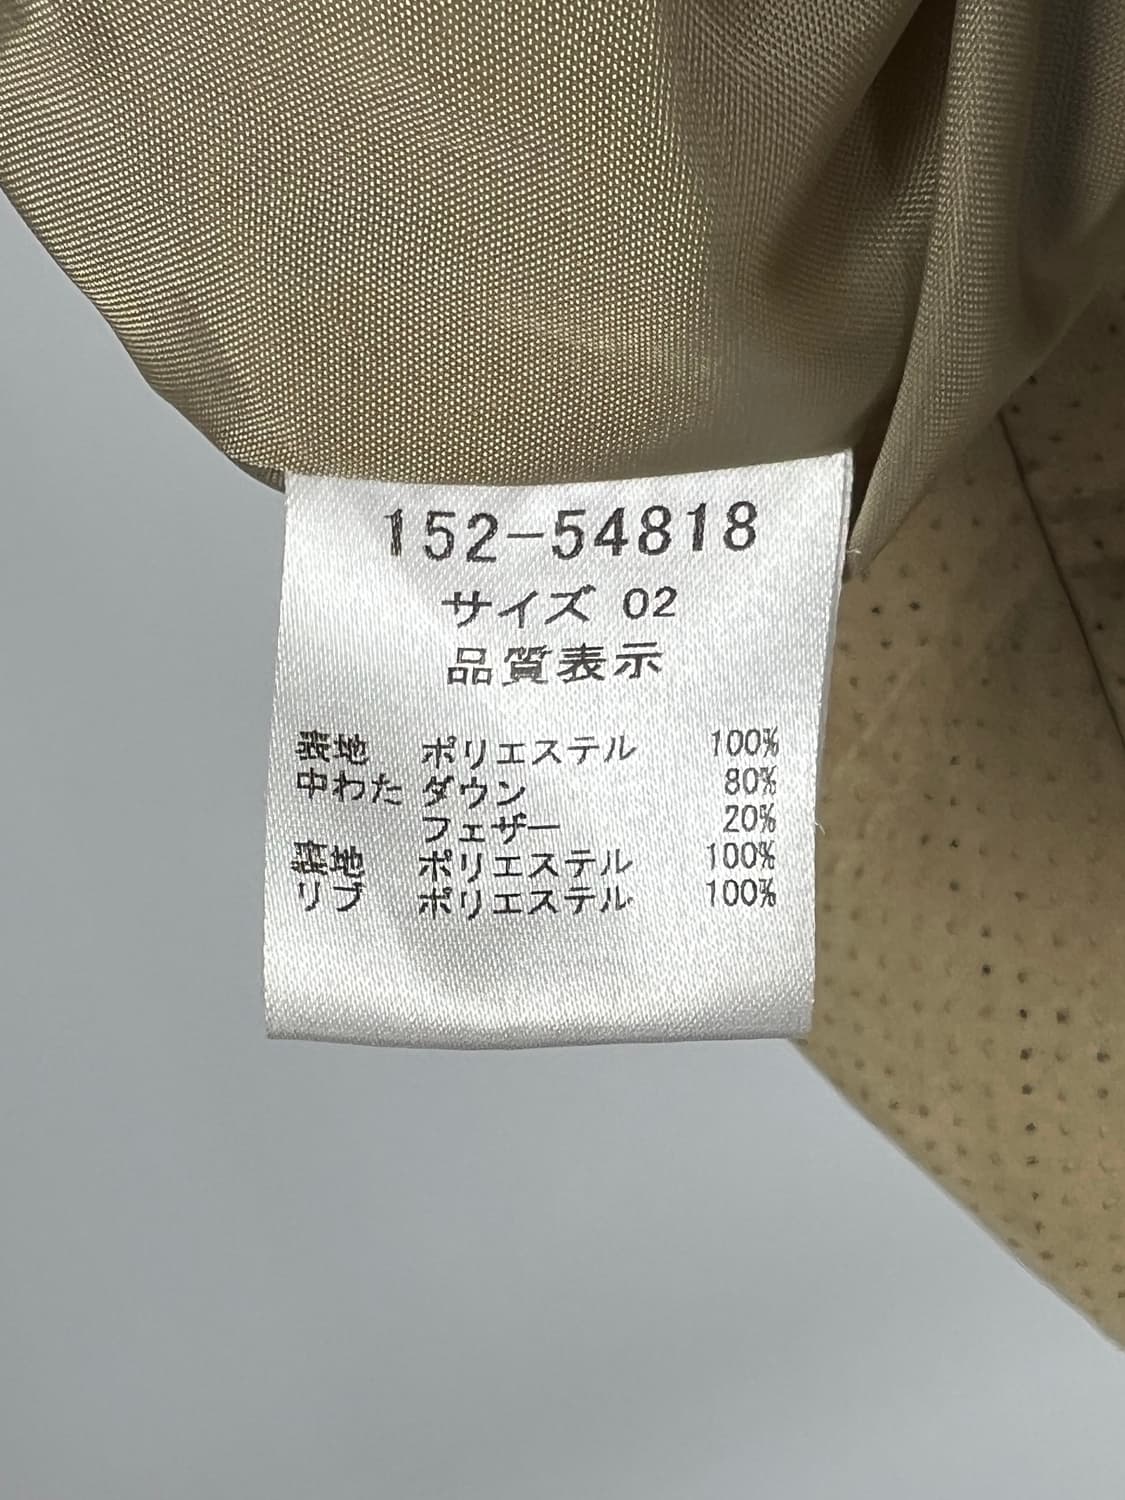 152-54818
サイズ 02
品質表示
表地 ポリエステル 100%
中わた ダウン 80%
フェザー 20%
裏地 ポリエステル 100%
リブ ポリエステル 100%